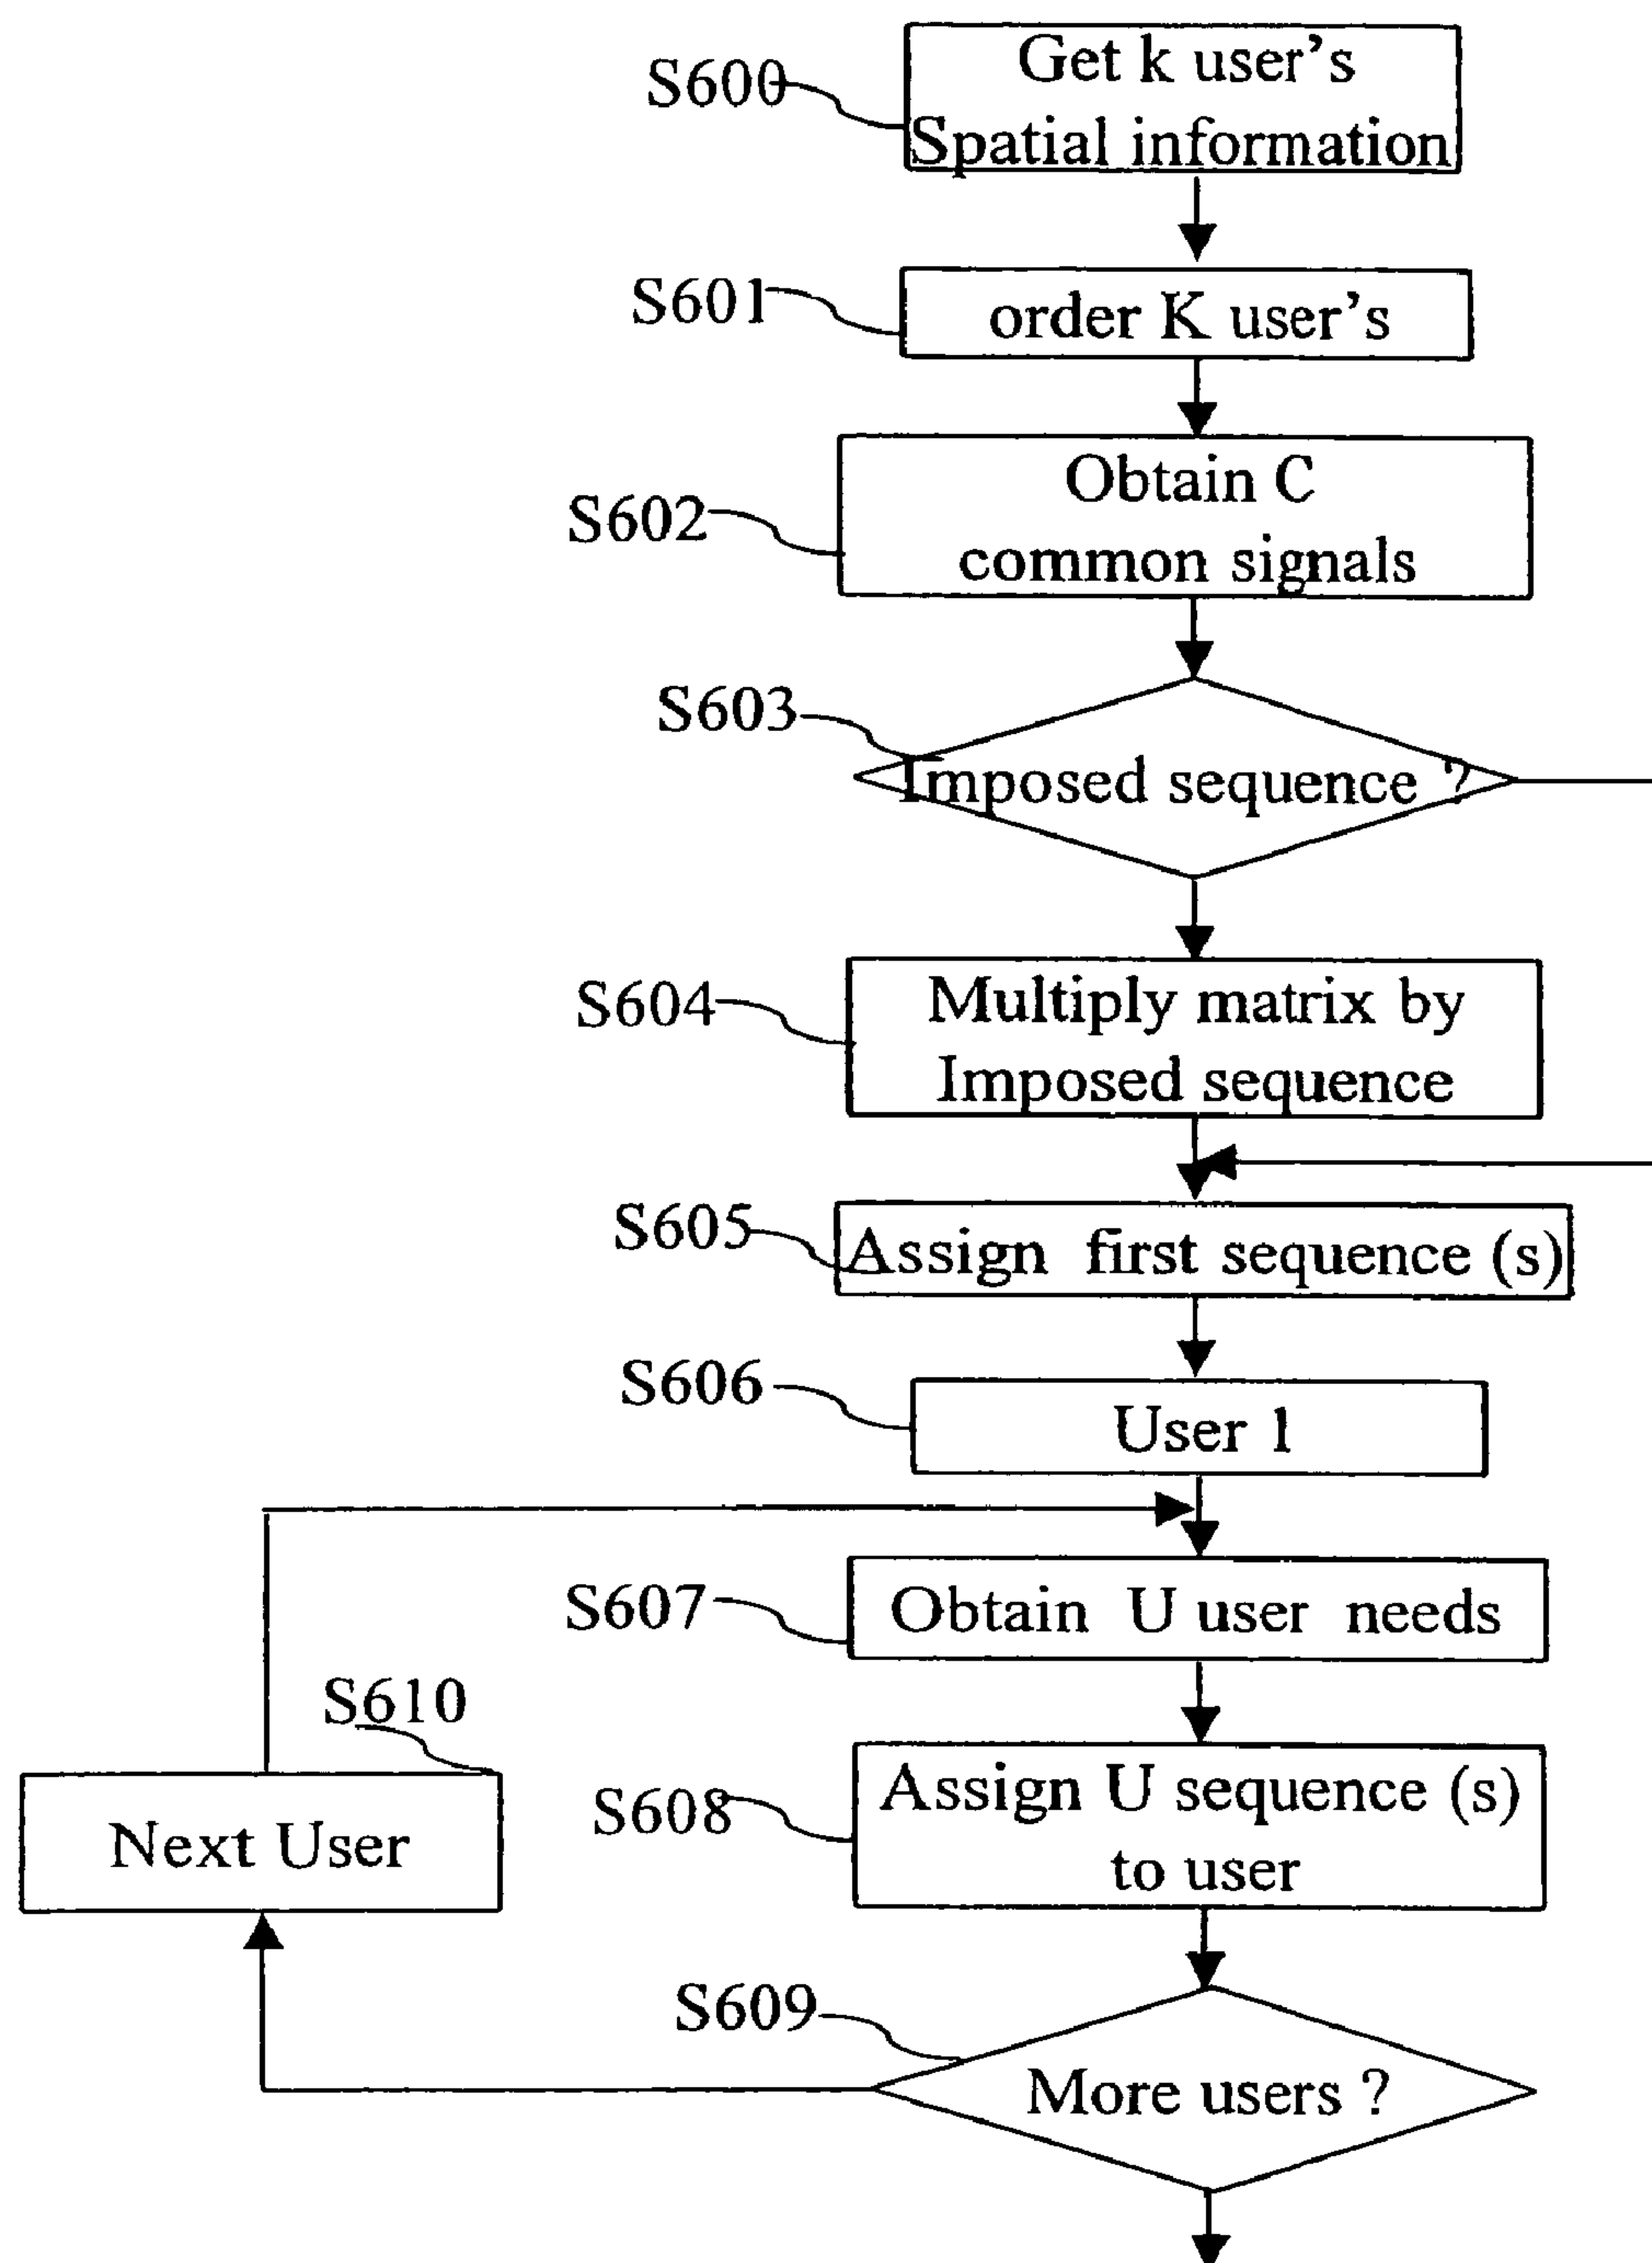 S600
Get k user's
Spatial information
S601
order K user's
S602
Obtain C
common signals
S603
Imposed sequence ?
S604
Multiply matrix by
Imposed sequence
S605
Assign first sequence (s)
S606
User 1
S607
Obtain U user needs
S610
Next User
S608
Assign U sequence (s)
to user
S609
More users ?